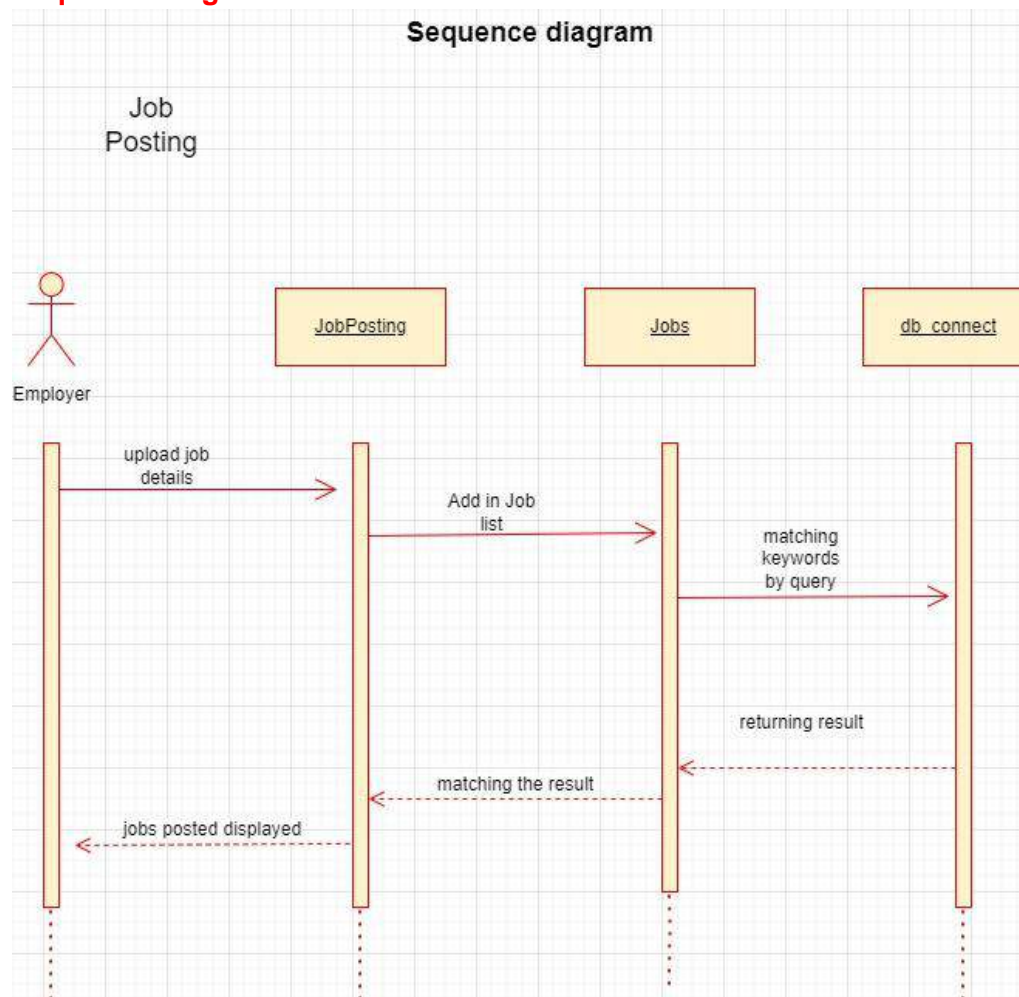 Sequence diagram
Job
Posting
JobPosting
Jobs
db_connect
Employer
upload job
details
Add in Job
list
matching
keywords
by query
returning result
matching the result
jobs posted displayed